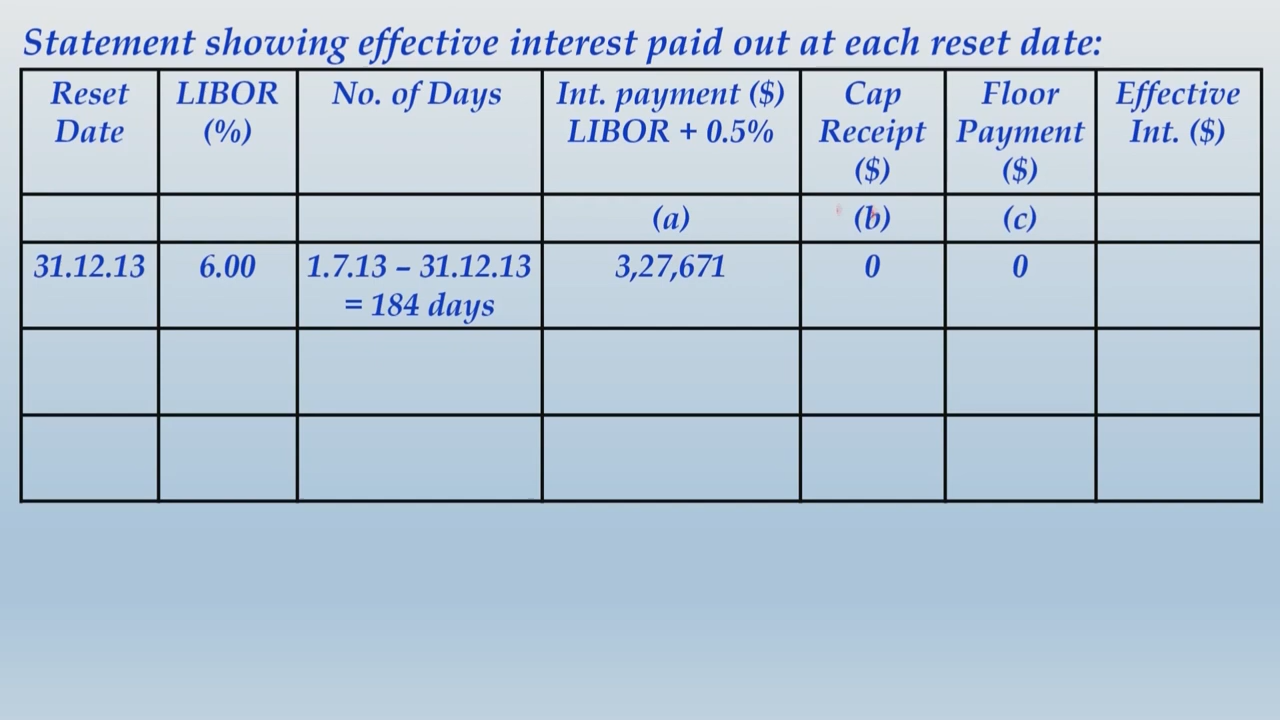 Statement showing effective interest paid out at each reset date:
Reset Date LIBOR (%) No. of Days Int. payment ($) LIBOR + 0.5% Cap Receipt ($) Floor Payment ($) Effective Int. ($)
(a) (b) (c)
31.12.13 6.00 1.7.13 – 31.12.13 = 184 days 3,27,671 0 0